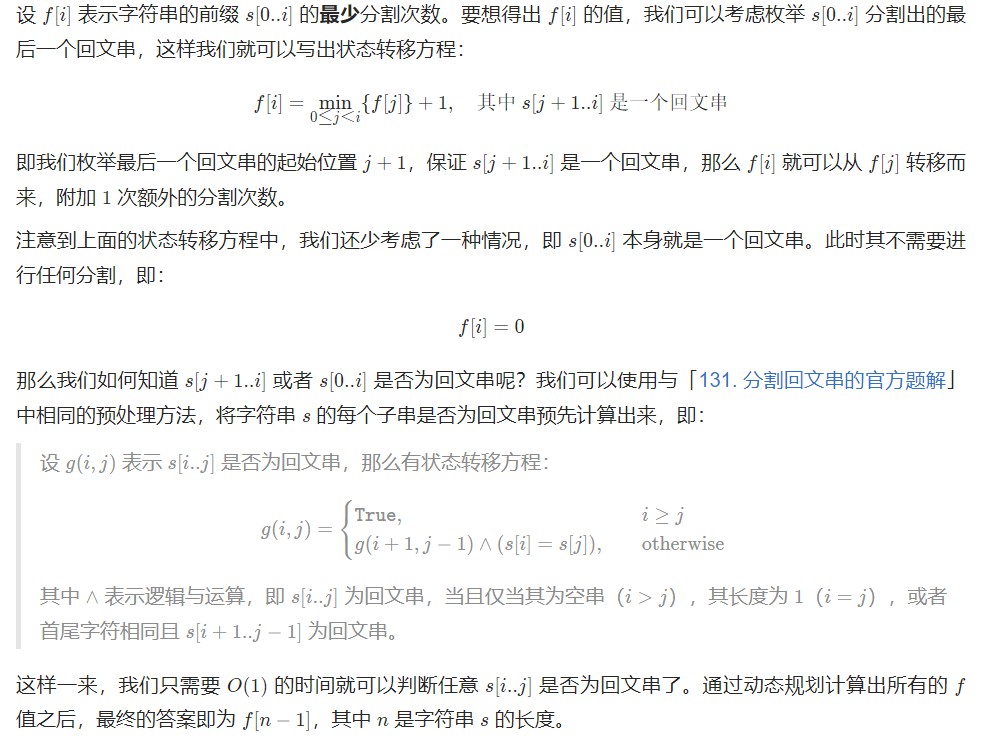 设 f[i] 表示字符串的前缀 s[0..i] 的最少分割次数。要想得出 f[i] 的值，我们可以考虑枚举 s[0..i] 分割出的最
后一个回文串，这样我们就可以写出状态转移方程：
f[i] = min_{0≤j<i}{f[j]} + 1, 其中 s[j + 1..i] 是一个回文串
即我们枚举最后一个回文串的起始位置 j + 1，保证 s[j + 1..i] 是一个回文串，那么 f[i] 就可以从 f[j] 转移而
来，附加 1 次额外的分割次数。
注意到上面的状态转移方程中，我们还少考虑了一种情况，即 s[0..i] 本身就是一个回文串。此时其不需要进
行任何分割，即：
f[i] = 0
那么我们如何知道 s[j + 1..i] 或者 s[0..i] 是否为回文串呢？我们可以使用与「131. 分割回文串的官方题解」
中相同的预处理方法，将字符串 s 的每个子串是否为回文串预先计算出来，即：
设 g(i, j) 表示 s[i..j] 是否为回文串，那么有状态转移方程：
g(i, j) = { True, i ≥ j
g(i + 1, j − 1) ∧ (s[i] = s[j]), otherwise
其中 ∧ 表示逻辑与运算，即 s[i..j] 为回文串，当且仅当其为空串（i > j），其长度为 1（i = j），或者
首尾字符相同且 s[i + 1..j − 1] 为回文串。
这样一来，我们只需要 O(1) 的时间就可以判断任意 s[i..j] 是否为回文串了。通过动态规划计算出所有的 f
值之后，最终的答案即为 f[n − 1]，其中 n 是字符串 s 的长度。